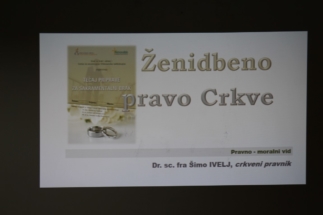 Ženidbeno
pravo Crkve
Pravno - moralni vid
Dr. sc. fra Šimo IVELJ, crkveni pravnik